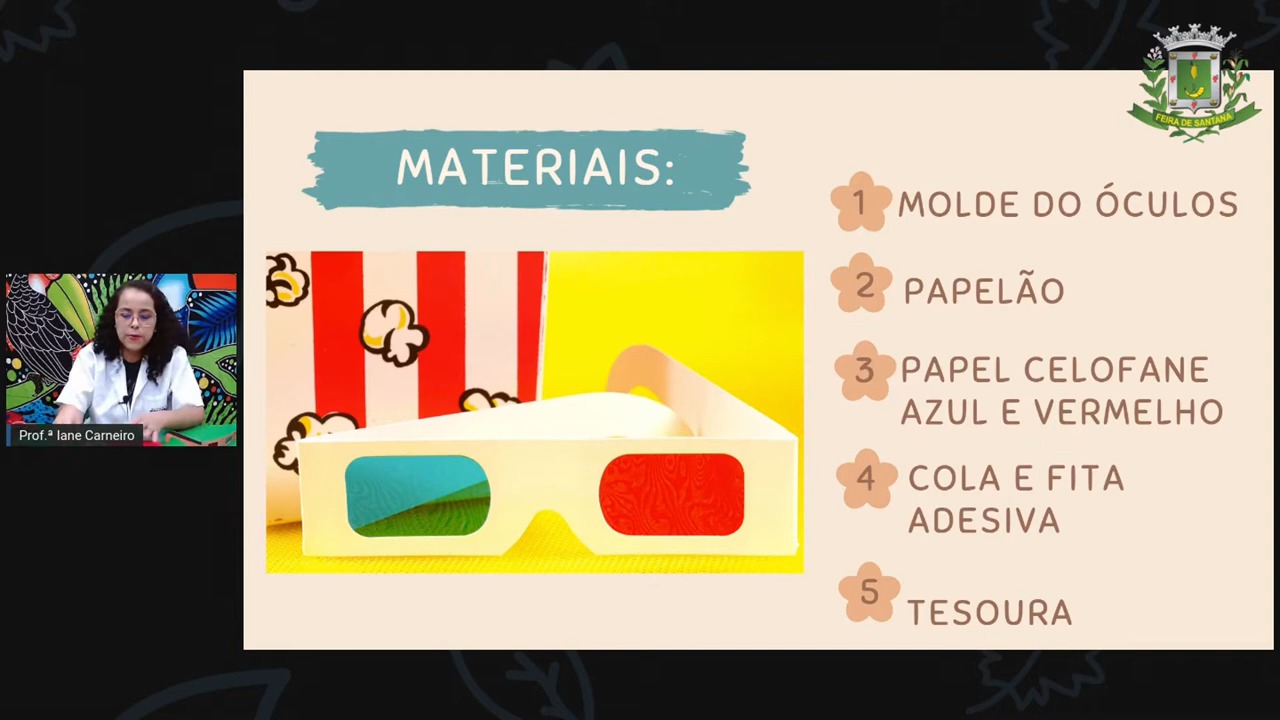 FEIRA DE SANTANA
MATERIAIS:
1 MOLDE DO ÓCULOS
2 PAPELÃO
3 PAPEL CELOFANE
AZUL E VERMELHO
4 COLA E FITA
ADESIVA
5 TESOURA
Prof.ª Iane Carneiro